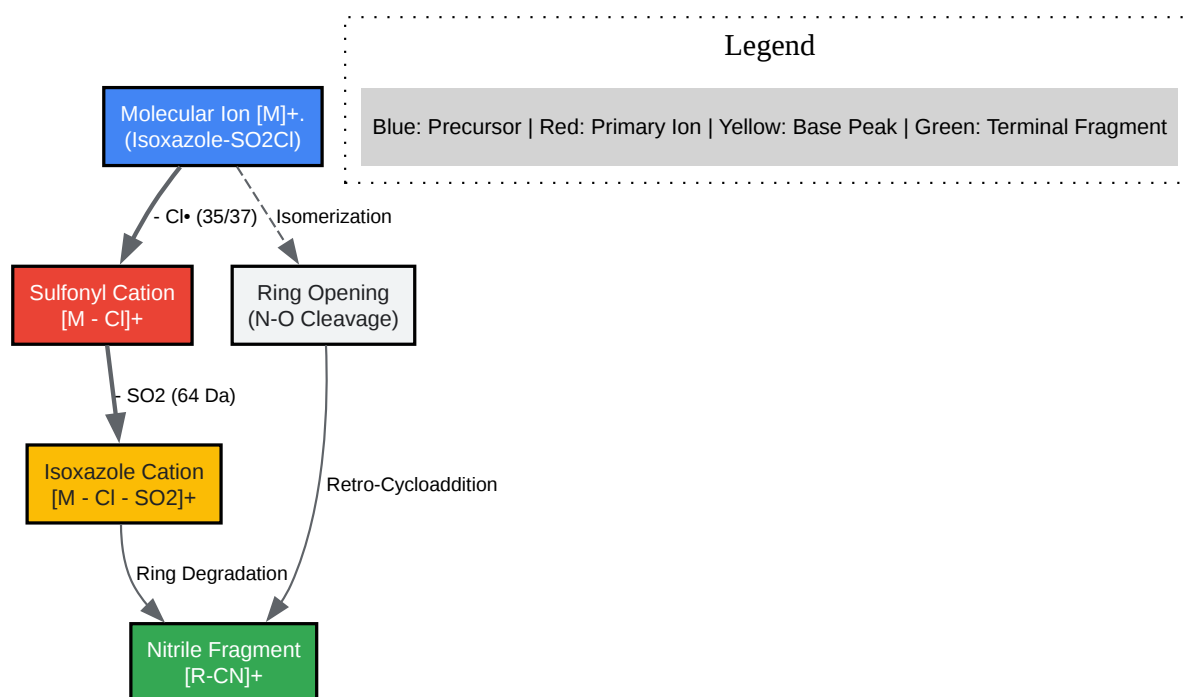 Legend
Blue: Precursor | Red: Primary Ion | Yellow: Base Peak | Green: Terminal Fragment
Molecular Ion [M]+.
(Isoxazole-SO2Cl)
- Cl• (35/37)
Isomerization
Sulfonyl Cation
[M - Cl]+
Ring Opening
(N-O Cleavage)
- SO2 (64 Da)
Isoxazole Cation
[M - Cl - SO2]+
Retro-Cycloaddition
Ring Degradation
Nitrile Fragment
[R-CN]+